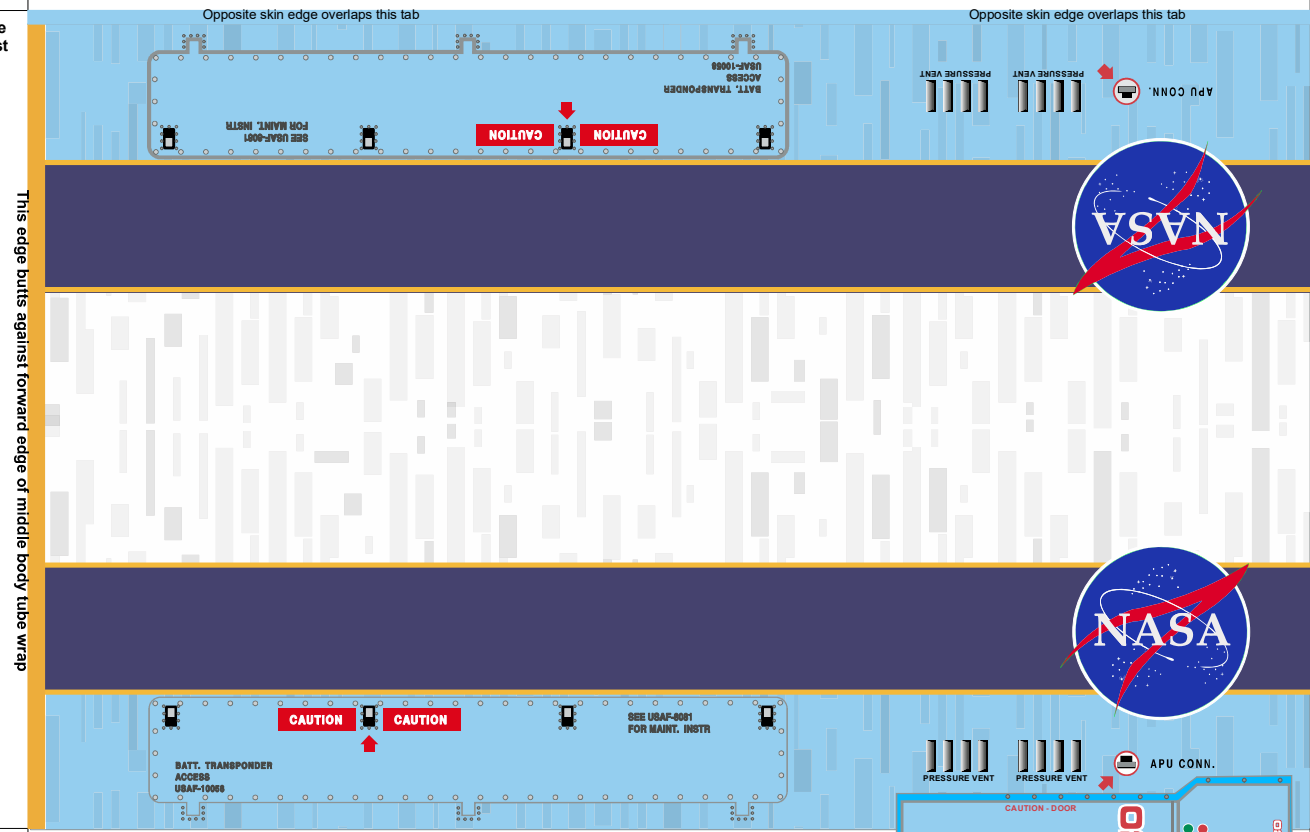 Opposite skin edge overlaps this tab
Opposite skin edge overlaps this tab
This edge butts against forward edge of middle body tube wrap
BATT. TRANSPONDER
ACCESS
USAF-10058
SEE USAF-8081
FOR MAINT. INSTR
CAUTION
CAUTION
PRESSURE VENT
PRESSURE VENT
APU CONN.
NASA
NASA
CAUTION
CAUTION
SEE USAF-8081
FOR MAINT. INSTR
BATT. TRANSPONDER
ACCESS
USAF-10058
PRESSURE VENT
PRESSURE VENT
APU CONN.
CAUTION - DOOR